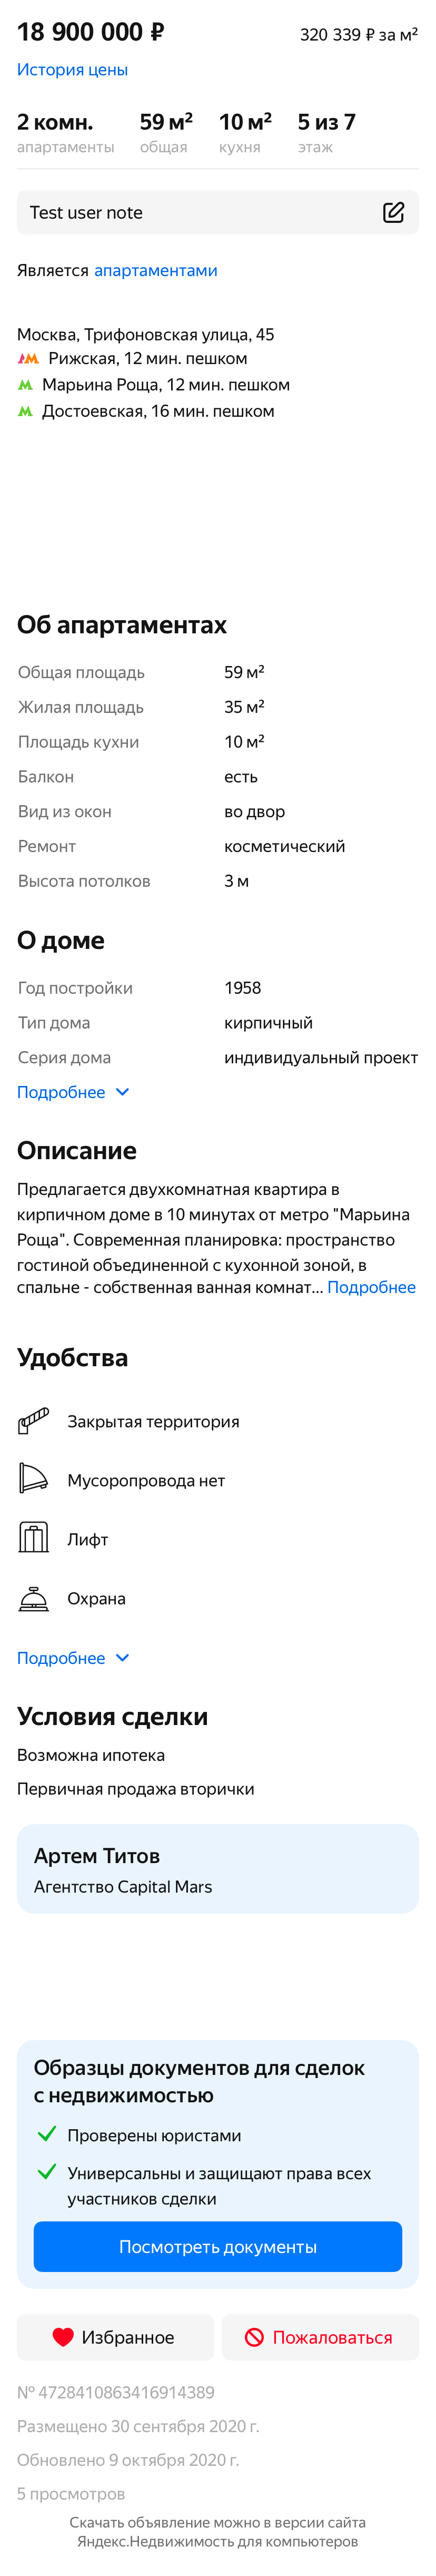 18 900 000 ₽
320 339 ₽ за м²
История цены
2 комн.
59 м²
10 м²
5 из 7
апартаменты
общая
кухня
этаж
Test user note
Является апартаментами
Москва, Трифоновская улица, 45
Рижская, 12 мин. пешком
Марьина Роща, 12 мин. пешком
Достоевская, 16 мин. пешком
Об апартаментах
Общая площадь 59 м²
Жилая площадь 35 м²
Площадь кухни 10 м²
Балкон есть
Вид из окон во двор
Ремонт косметический
Высота потолков 3 м
О доме
Год постройки 1958
Тип дома кирпичный
Серия дома индивидуальный проект
Подробнее
Описание
Предлагается двухкомнатная квартира в
кирпичном доме в 10 минутах от метро "Марьина
Роща". Современная планировка: пространство
гостиной объединенной с кухонной зоной, в
спальне - собственная ванная комнат... Подробнее
Удобства
Закрытая территория
Мусоропровода нет
Лифт
Охрана
Подробнее
Условия сделки
Возможна ипотека
Первичная продажа вторички
Артем Титов
Агентство Capital Mars
Образцы документов для сделок
с недвижимостью
Проверены юристами
Универсальны и защищают права всех
участников сделки
Посмотреть документы
Избранное
Пожаловаться
№ 4728410863416914389
Размещено 30 сентября 2020 г.
Обновлено 9 октября 2020 г.
5 просмотров
Скачать объявление можно в версии сайта
Яндекс.Недвижимость для компьютеров